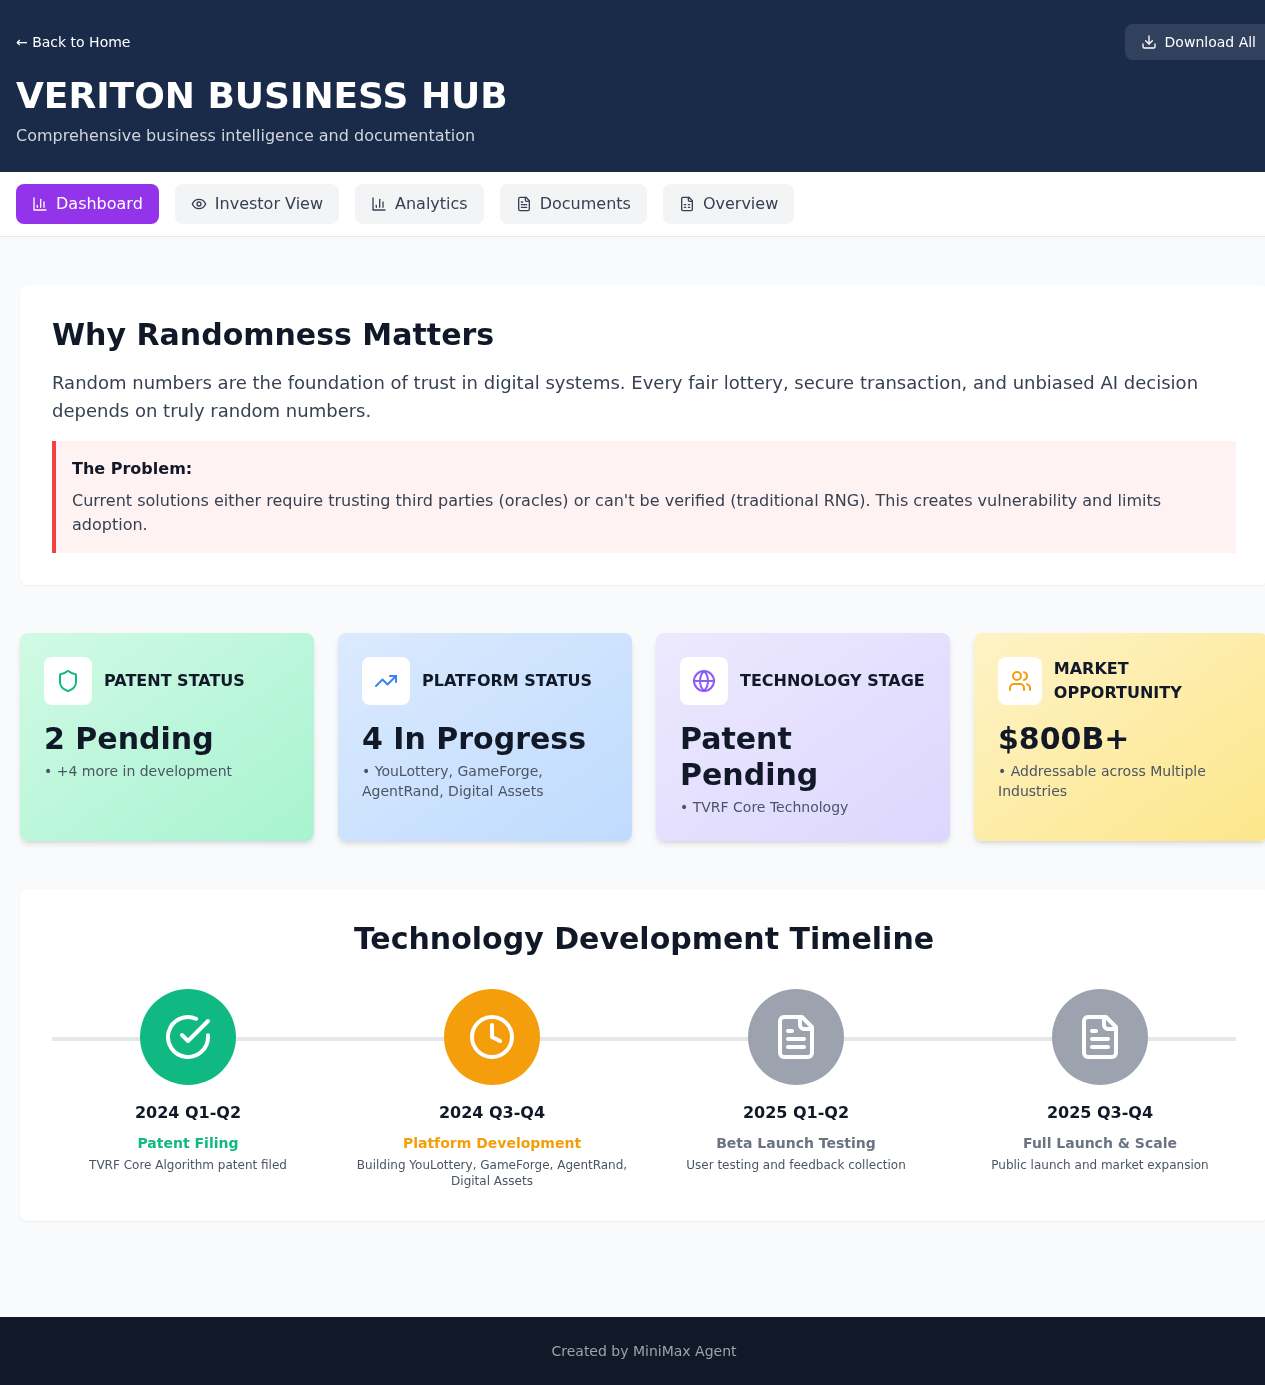 ← Back to Home
Download All
VERITON BUSINESS HUB
Comprehensive business intelligence and documentation
Dashboard
Investor View
Analytics
Documents
Overview
Why Randomness Matters
Random numbers are the foundation of trust in digital systems. Every fair lottery, secure transaction, and unbiased AI decision
depends on truly random numbers.
The Problem:
Current solutions either require trusting third parties (oracles) or can't be verified (traditional RNG). This creates vulnerability and limits
adoption.
PATENT STATUS
2 Pending
• +4 more in development
PLATFORM STATUS
4 In Progress
• YouLottery, GameForge,
AgentRand, Digital Assets
TECHNOLOGY STAGE
Patent
Pending
• TVRF Core Technology
MARKET
OPPORTUNITY
$800B+
• Addressable across Multiple
Industries
Technology Development Timeline
2024 Q1-Q2
Patent Filing
TVRF Core Algorithm patent filed
2024 Q3-Q4
Platform Development
Building YouLottery, GameForge, AgentRand,
Digital Assets
2025 Q1-Q2
Beta Launch Testing
User testing and feedback collection
2025 Q3-Q4
Full Launch & Scale
Public launch and market expansion
Created by MiniMax Agent